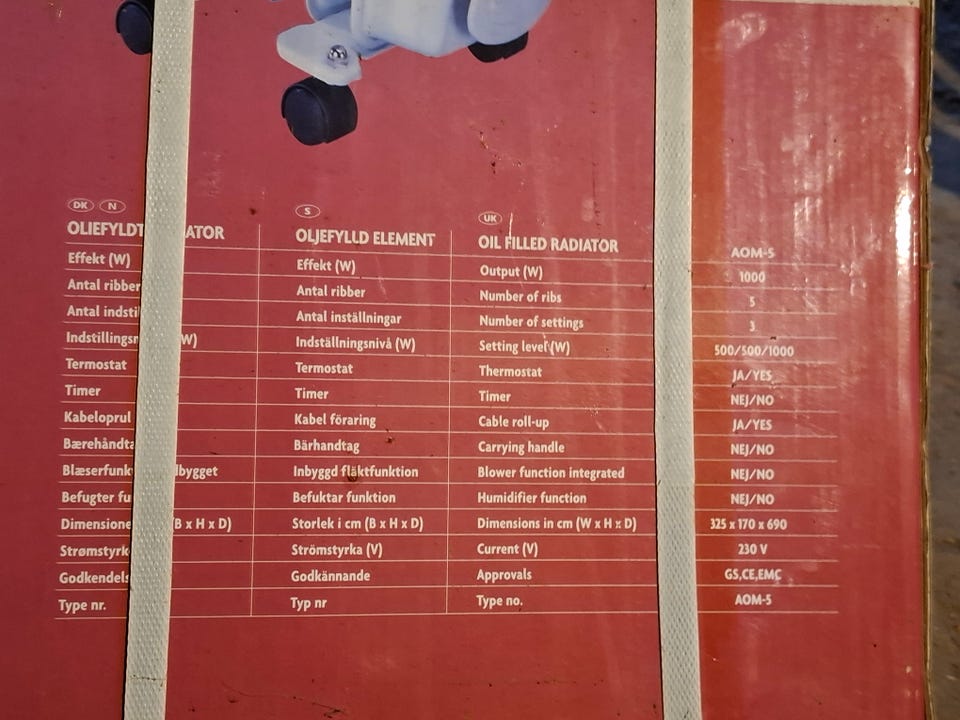 DK N S UK
OLIEFYLDT ATOR OLJEFYLLD ELEMENT OIL FILLED RADIATOR AOM-5
Effekt (W) Effekt (W) Output (W) 1000
Antal ribber Antal ribber Number of ribs 5
Antal indsti Antal inställningar Number of settings 3
Indstillingsn W) Indställningsnivå (W) Setting level (W) 500/500/1000
Termostat Termostat Thermostat JA/YES
Timer Timer Timer NEJ/NO
Kabeloprul Kabel föraring Cable roll-up JA/YES
Bærehåndta Bärhandtag Carrying handle NEJ/NO
Blæserfunk dbygget Inbyggd fläktfunktion Blower function integrated NEJ/NO
Befugter fu Befuktar funktion Humidifier function NEJ/NO
Dimensione B x H x D) Storlek i cm (B x H x D) Dimensions in cm (W x H x D) 325 x 170 x 690
Strømstyrk Strömstyrka (V) Current (V) 230 V
Godkendels Godkännande Approvals GS,CE,EMC
Type nr. Typ nr Type no. AOM-5